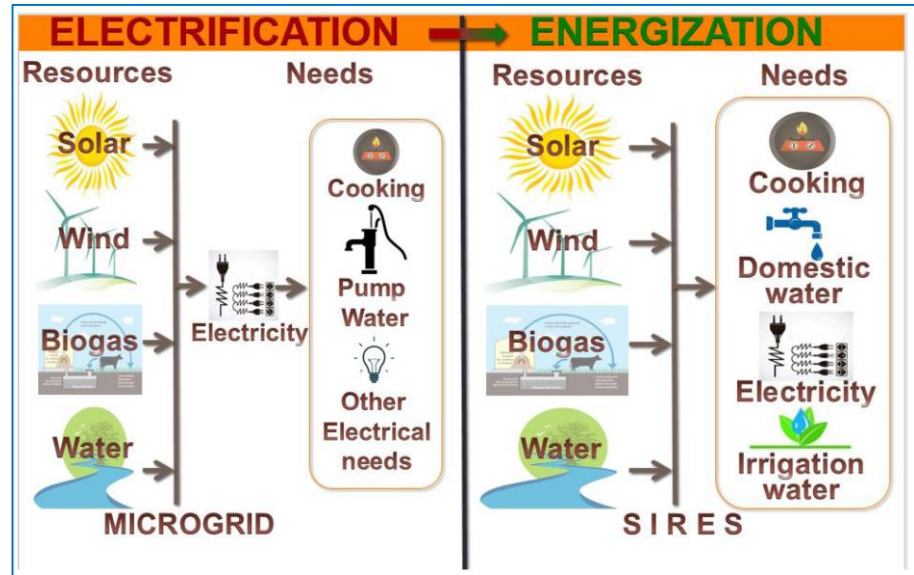 ELECTRIFICATION
Resources
Needs
Solar
Wind
Biogas
Water
Electricity
Cooking
Pump
Water
Other
Electrical
needs
MICROGRID
ENERGIZATION
Resources
Needs
Solar
Wind
Biogas
Water
Cooking
Domestic
water
Electricity
Irrigation
water
S I R E S